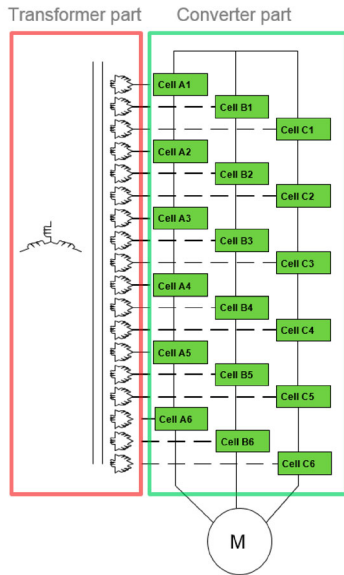 Transformer part
Converter part
Cell A1
Cell B1
Cell C1
Cell A2
Cell B2
Cell C2
Cell A3
Cell B3
Cell C3
Cell A4
Cell B4
Cell C4
Cell A5
Cell B5
Cell C5
Cell A6
Cell B6
Cell C6
M